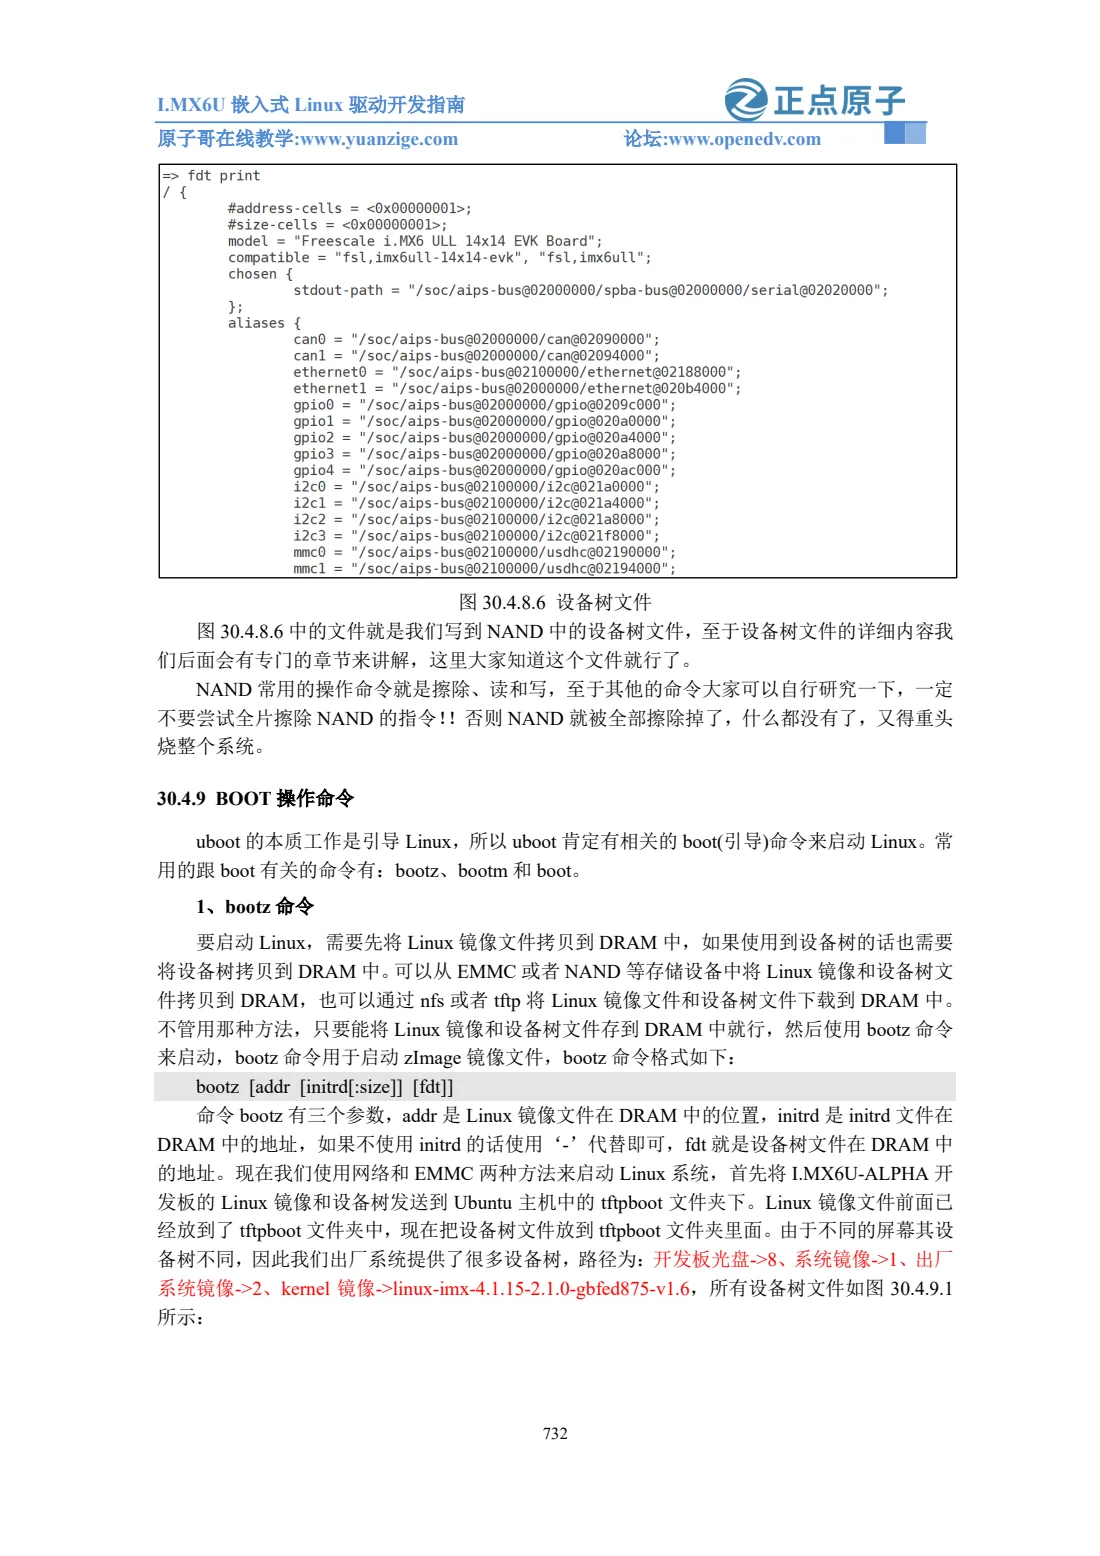 I.MX6U 嵌入式 Linux 驱动开发指南
正点原子
原子哥在线教学:www.yuanzige.com 论坛:www.openedv.com
=> fdt print
/ {
#address-cells = <0x00000001>;
#size-cells = <0x00000001>;
model = "Freescale i.MX6 ULL 14x14 EVK Board";
compatible = "fsl,imx6ull-14x14-evk", "fsl,imx6ull";
chosen {
stdout-path = "/soc/aips-bus@02000000/spba-bus@02000000/serial@02020000";
};
aliases {
can0 = "/soc/aips-bus@02000000/can@02090000";
can1 = "/soc/aips-bus@02000000/can@02094000";
ethernet0 = "/soc/aips-bus@02100000/ethernet@02188000";
ethernet1 = "/soc/aips-bus@02000000/ethernet@020b4000";
gpio0 = "/soc/aips-bus@02000000/gpio@0209c000";
gpio1 = "/soc/aips-bus@02000000/gpio@020a0000";
gpio2 = "/soc/aips-bus@02000000/gpio@020a4000";
gpio3 = "/soc/aips-bus@02000000/gpio@020a8000";
gpio4 = "/soc/aips-bus@02000000/gpio@020ac000";
i2c0 = "/soc/aips-bus@02100000/i2c@021a0000";
i2c1 = "/soc/aips-bus@02100000/i2c@021a4000";
i2c2 = "/soc/aips-bus@02100000/i2c@021a8000";
i2c3 = "/soc/aips-bus@02100000/i2c@021f8000";
mmc0 = "/soc/aips-bus@02100000/usdhc@02190000";
mmc1 = "/soc/aips-bus@02100000/usdhc@02194000";
图 30.4.8.6 设备树文件
图 30.4.8.6 中的文件就是我们写到 NAND 中的设备树文件，至于设备树文件的详细内容我
们后面会有专门的章节来讲解，这里大家知道这个文件就行了。
NAND 常用的操作命令就是擦除、读和写，至于其他的命令大家可以自行研究一下，一定
不要尝试全片擦除 NAND 的指令！！否则 NAND 就被全部擦除掉了，什么都没有了，又得重头
烧整个系统。
30.4.9 BOOT 操作命令
uboot 的本质工作是引导 Linux，所以 uboot 肯定有相关的 boot(引导)命令来启动 Linux。常
用的跟 boot 有关的命令有：bootz、bootm 和 boot。
1、bootz 命令
要启动 Linux，需要先将 Linux 镜像文件拷贝到 DRAM 中，如果使用到设备树的话也需要
将设备树拷贝到 DRAM 中。可以从 EMMC 或者 NAND 等存储设备中将 Linux 镜像和设备树文
件拷贝到 DRAM，也可以通过 nfs 或者 tftp 将 Linux 镜像文件和设备树文件下载到 DRAM 中。
不管用那种方法，只要能将 Linux 镜像和设备树文件存到 DRAM 中就行，然后使用 bootz 命令
来启动，bootz 命令用于启动 zImage 镜像文件，bootz 命令格式如下：
bootz [addr [initrd[:size]] [fdt]]
命令 bootz 有三个参数，addr 是 Linux 镜像文件在 DRAM 中的位置，initrd 是 initrd 文件在
DRAM 中的地址，如果不使用 initrd 的话使用‘-’代替即可，fdt 就是设备树文件在 DRAM 中
的地址。现在我们使用网络和 EMMC 两种方法来启动 Linux 系统，首先将 I.MX6U-ALPHA 开
发板的 Linux 镜像和设备树发送到 Ubuntu 主机中的 tftpboot 文件夹下。Linux 镜像文件前面已
经放到了 tftpboot 文件夹中，现在把设备树文件放到 tftpboot 文件夹里面。由于不同的屏幕其设
备树不同，因此我们出厂系统提供了很多设备树，路径为：开发板光盘->8、系统镜像->1、出厂
系统镜像->2、kernel 镜像->linux-imx-4.1.15-2.1.0-gbfed875-v1.6，所有设备树文件如图 30.4.9.1
所示：
732